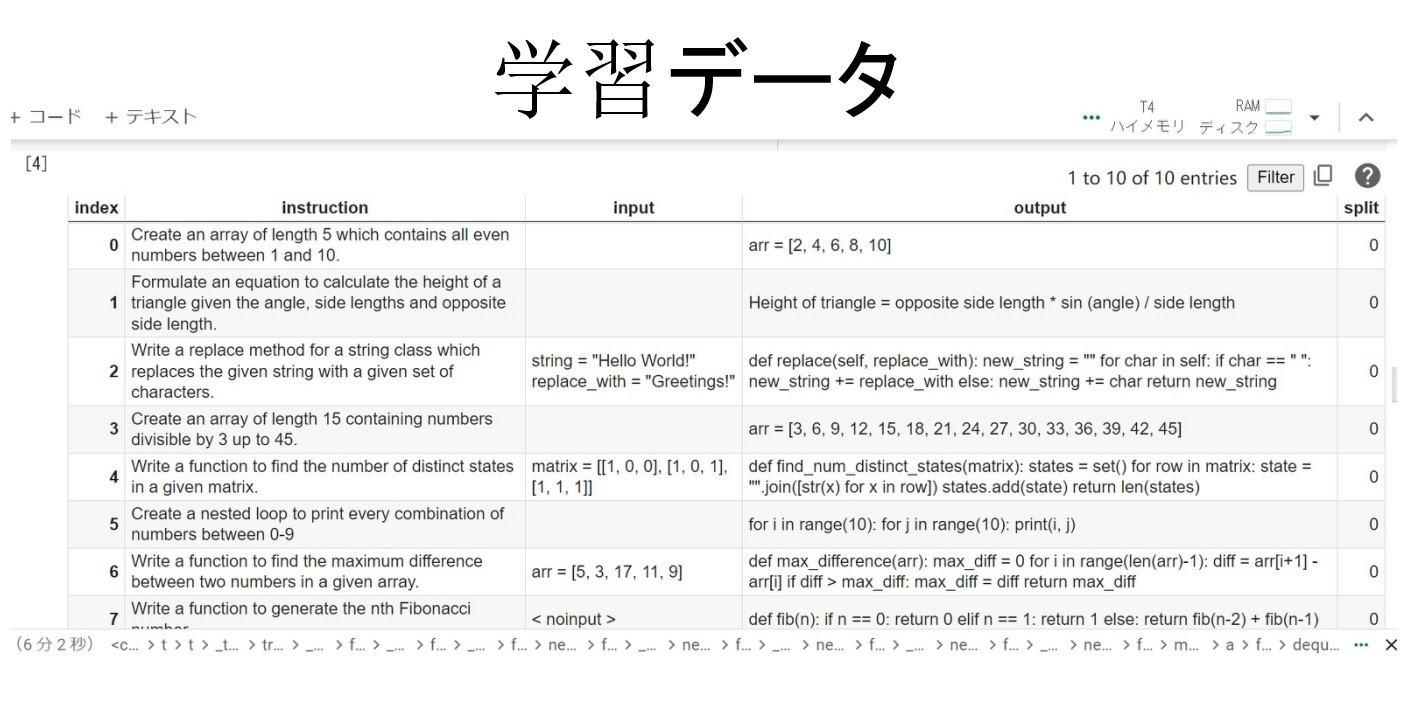 学習データ
+ コード + テキスト
T4 RAM
ハイメモリ ディスク
[4]
1 to 10 of 10 entries Filter
index instruction input output split
0 Create an array of length 5 which contains all even numbers between 1 and 10. arr = [2, 4, 6, 8, 10] 0
1 Formulate an equation to calculate the height of a triangle given the angle, side lengths and opposite side length. Height of triangle = opposite side length * sin (angle) / side length 0
2 Write a replace method for a string class which replaces the given string with a given set of characters. string = "Hello World!" replace_with = "Greetings!" def replace(self, replace_with): new_string = "" for char in self: if char == " ": new_string += replace_with else: new_string += char return new_string 0
3 Create an array of length 15 containing numbers divisible by 3 up to 45. arr = [3, 6, 9, 12, 15, 18, 21, 24, 27, 30, 33, 36, 39, 42, 45] 0
4 Write a function to find the number of distinct states in a given matrix. matrix = [[1, 0, 0], [1, 0, 1], [1, 1, 1]] def find_num_distinct_states(matrix): states = set() for row in matrix: state = "".join([str(x) for x in row]) states.add(state) return len(states) 0
5 Create a nested loop to print every combination of numbers between 0-9 for i in range(10): for j in range(10): print(i, j) 0
6 Write a function to find the maximum difference between two numbers in a given array. arr = [5, 3, 17, 11, 9] def max_difference(arr): max_diff = 0 for i in range(len(arr)-1): diff = arr[i+1] - arr[i] if diff > max_diff: max_diff = diff return max_diff 0
7 Write a function to generate the nth Fibonacci < noinput > def fib(n): if n == 0: return 0 elif n == 1: return 1 else: return fib(n-2) + fib(n-1) 0
(6 分 2 秒) <c... > t > t > _t... > tr... > _... > f... > _... > f... > _... > f... > ne... > f... > _... > ne... > f... > _... > ne... > f... > _... > ne... > f... > _... > ne... > f... > m... > a > f... > dequ... ... ×